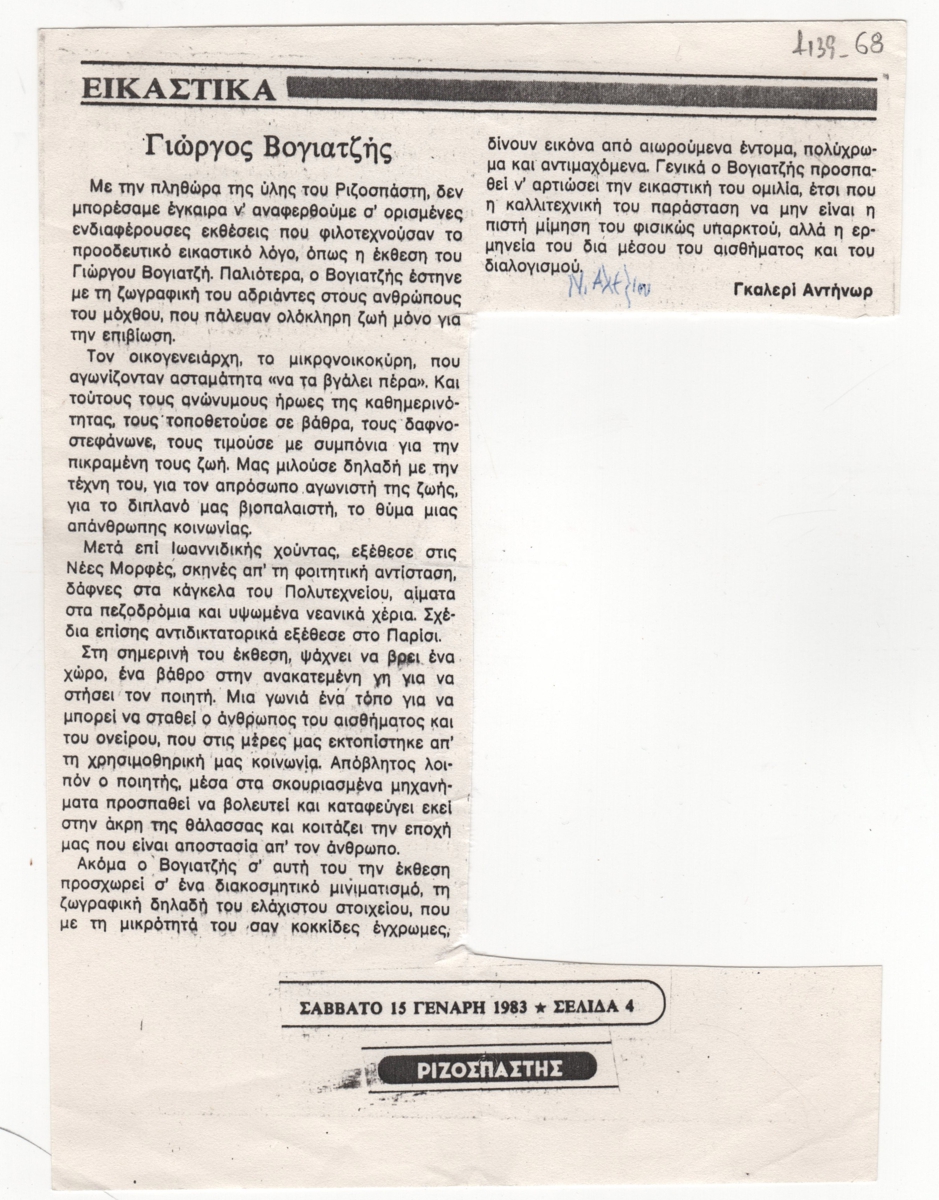 4139-68
ΕΙΚΑΣΤΙΚΑ
Γιώργος Βογιατζής
Με την πληθώρα της ύλης του Ριζοσπάστη, δεν
μπορέσαμε έγκαιρα ν' αναφερθούμε σ' ορισμένες
ενδιαφέρουσες εκθέσεις που φιλοτεχνούσαν το
προοδευτικό εικαστικό λόγο, όπως η έκθεση του
Γιώργου Βογιατζή. Παλιότερα, ο Βογιατζής έστηνε
με τη ζωγραφική του αδριάντες στους ανθρώπους
του μόχθου, που πάλευαν ολόκληρη ζωή μόνο για
την επιβίωση.
Τον οικογενειάρχη, το μικρονοικοκύρη, που
αγωνίζονταν ασταμάτητα «να τα βγάλει πέρα». Και
τούτους τους ανώνυμους ήρωες της καθημερινό-
τητας, τους τοποθετούσε σε βάθρα, τους δαφνο-
στεφάνωνε, τους τιμούσε με συμπόνια για την
πικραμένη τους ζωή. Μας μιλούσε δηλαδή με την
τέχνη του, για τον απρόσωπο αγωνιστή της ζωής,
για το διπλανό μας βιοπαλαιστή, το θύμα μιας
απάνθρωπης κοινωνίας.
Μετά επί Ιωαννιδικής χούντας, εξέθεσε στις
Νέες Μορφές, σκηνές απ' τη φοιτητική αντίσταση,
δάφνες στα κάγκελα του Πολυτεχνείου, αίματα
στα πεζοδρόμια και υψωμένα νεανικά χέρια. Σχέ-
δια επίσης αντιδικτατορικά εξέθεσε στο Παρίσι.
Στη σημερινή του έκθεση, ψάχνει να βρει ένα
χώρο, ένα βάθρο στην ανακατεμένη γη για να
στήσει τον ποιητή. Μια γωνιά ένα τόπο για να
μπορεί να σταθεί ο άνθρωπος του αισθήματος και
του ονείρου, που στις μέρες μας εκτοπίστηκε απ'
τη χρησιμοθηρική μας κοινωνία. Απόβλητος λοι-
πόν ο ποιητής, μέσα στα σκουριασμένα μηχανή-
ματα προσπαθεί να βολευτεί και καταφεύγει εκεί
στην άκρη της θάλασσας και κοιτάζει την εποχή
μας που είναι αποστασία απ' τον άνθρωπο.
Ακόμα ο Βογιατζής σ' αυτή του την έκθεση
προσχωρεί σ' ένα διακοσμητικό μινιματισμό, τη
ζωγραφική δηλαδή του ελάχιστου στοιχείου, που
με τη μικρότητά του σαν κοκκίδες έγχρωμες,
δίνουν εικόνα από αιωρούμενα έντομα, πολύχρω-
μα και αντιμαχόμενα. Γενικά ο Βογιατζής προσπα-
θεί ν' αρτιώσει την εικαστική του ομιλία, έτσι που
η καλλιτεχνική του παράσταση να μην είναι η
πιστή μίμηση του φυσικώς υπαρκτού, αλλά η ερ-
μηνεία του διά μέσου του αισθήματος και του
διαλογισμού.
Γκαλερί Αντήνωρ
ΣΑΒΒΑΤΟ 15 ΓΕΝΑΡΗ 1983 ★ ΣΕΛΙΔΑ 4
ΡΙΖΟΣΠΑΣΤΗΣ